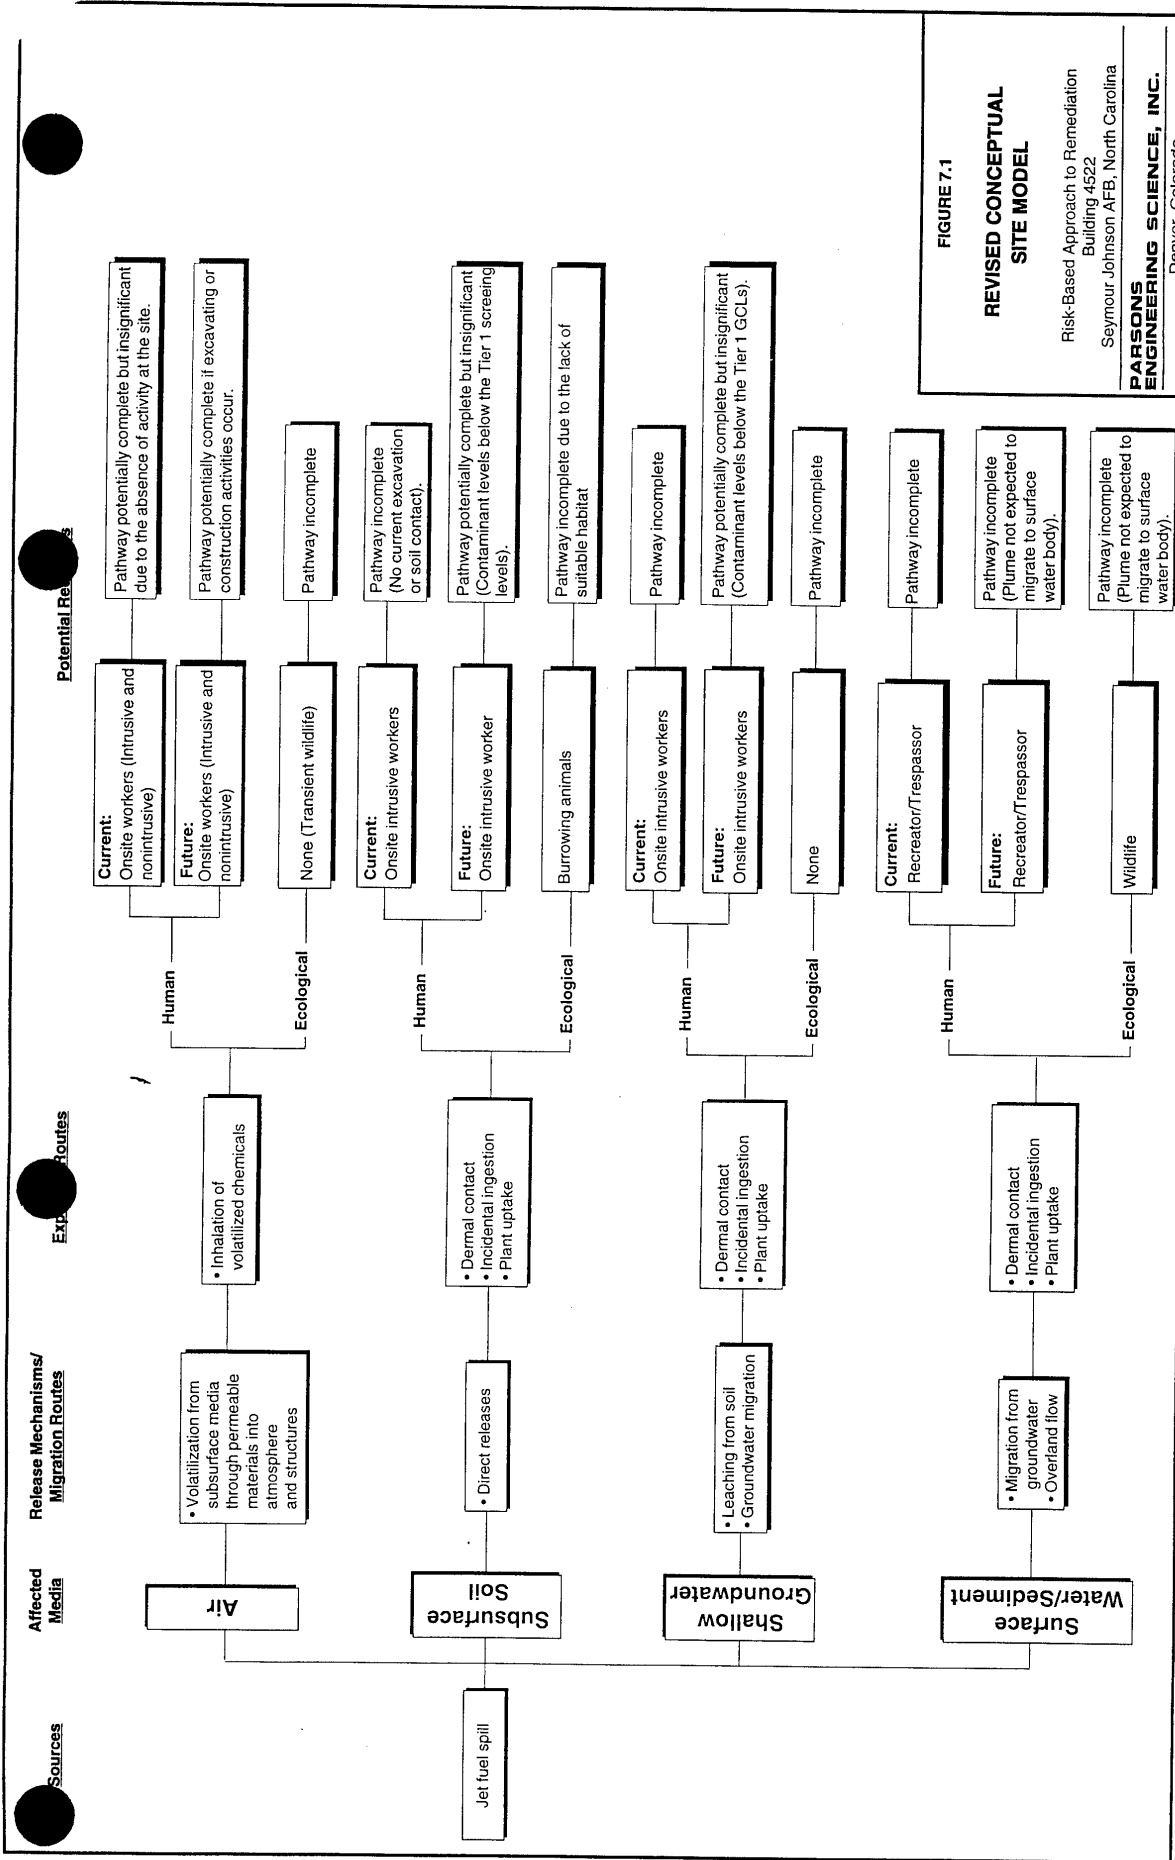 Sources
Affected
Media
Release Mechanisms/
Migration Routes
Routes
Potential
Jet fuel spill
Air
• Volatilization from
subsurface media
through permeable
materials into
atmosphere
and structures
• Inhalation of
volatilized chemicals
Human
Current:
Onsite workers (Intrusive and
nonintrusive)
Pathway potentially complete but insignificant
due to the absence of activity at the site.
Future:
Onsite workers (Intrusive and
nonintrusive)
Pathway potentially complete if excavating or
construction activities occur.
Ecological
None (Transient wildlife)
Pathway incomplete
Subsurface
Soil
• Direct releases
• Dermal contact
• Incidental ingestion
• Plant uptake
Human
Current:
Onsite intrusive workers
Pathway incomplete
(No current excavation
or soil contact).
Future:
Onsite intrusive worker
Pathway potentially complete but insignificant
(Contaminant levels below the Tier 1 screeing
levels).
Ecological
Burrowing animals
Pathway incomplete due to the lack of
suitable habitat
Shallow
Groundwater
• Leaching from soil
• Groundwater migration
• Dermal contact
• Incidental ingestion
• Plant uptake
Human
Current:
Onsite intrusive workers
Pathway incomplete
Future:
Onsite intrusive workers
Pathway potentially complete but insignificant
(Contaminant levels below the Tier 1 GCLs).
Ecological
None
Pathway incomplete
Surface
Water/Sediment
• Migration from
groundwater
• Overland flow
• Dermal contact
• Incidental ingestion
• Plant uptake
Human
Current:
Recreator/Trespassor
Pathway incomplete
Future:
Recreator/Trespassor
Pathway incomplete
(Plume not expected to
migrate to surface
water body).
Ecological
Wildlife
Pathway incomplete
(Plume not expected to
migrate to surface
water body).
FIGURE 7.1
REVISED CONCEPTUAL
SITE MODEL
Risk-Based Approach to Remediation
Building 4522
Seymour Johnson AFB, North Carolina
PARSONS
ENGINEERING SCIENCE, INC.
Denver, Colorado